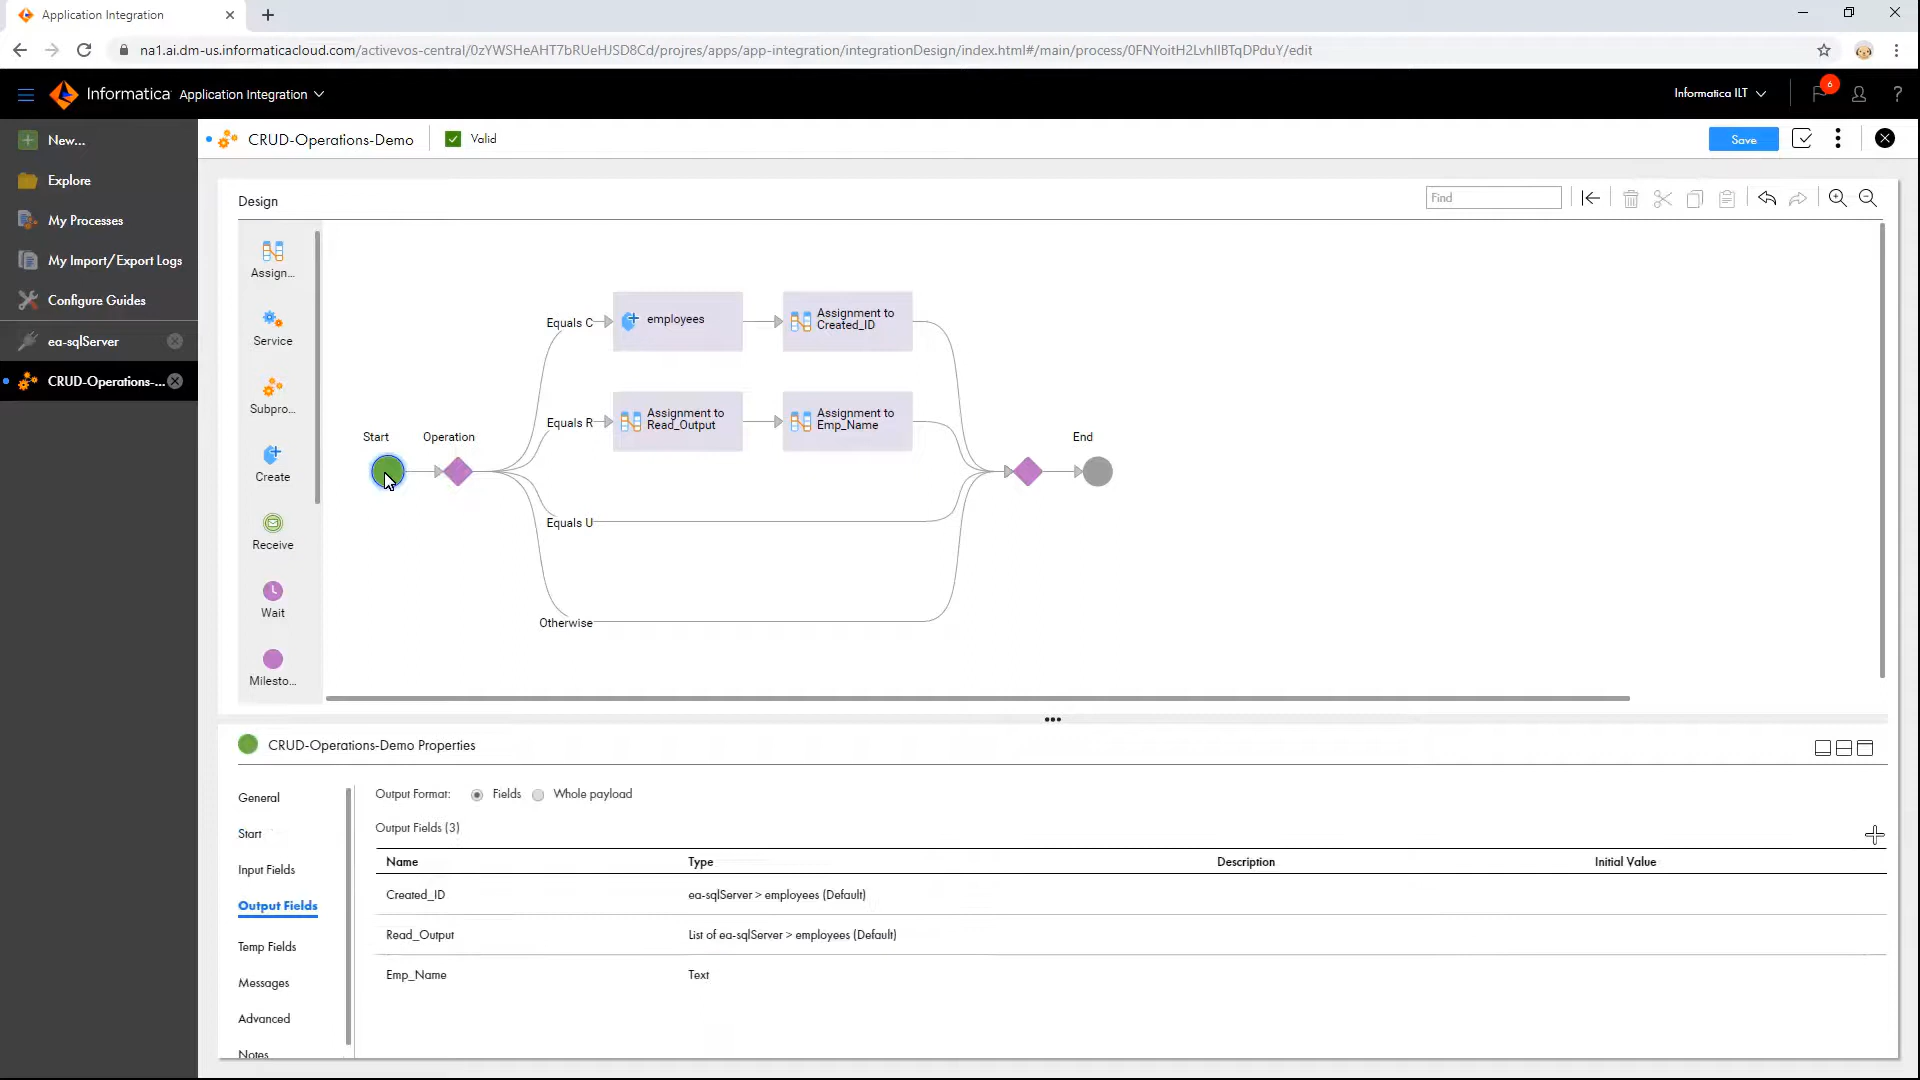 Application Integration
na1.ai.dm-us.informaticacloud.com/activevos-central/0zYWSHeAHT7bRUeHJSD8Cd/projres/apps/app-integration/integrationDesign/index.html#/main/process/0FNYoitH2LvhIIBTqDPduY/edit
Informatica Application Integration
Informatica ILT
6
?
New...
Explore
My Processes
My Import/Export Logs
Configure Guides
ea-sqlServer
CRUD-Operations-...
CRUD-Operations-Demo
Valid
Save
Design
Find
Assign...
Service
Subpro...
Create
Receive
Wait
Milesto...
Start
Operation
Equals C
employees
Assignment to
Created_ID
Equals R
Assignment to
Read_Output
Assignment to
Emp_Name
Equals U
Otherwise
End
CRUD-Operations-Demo Properties
General
Start
Input Fields
Output Fields
Temp Fields
Messages
Advanced
Notes
Output Format: Fields Whole payload
Output Fields (3)
Name Type Description Initial Value
Created_ID ea-sqlServer > employees (Default)
Read_Output List of ea-sqlServer > employees (Default)
Emp_Name Text